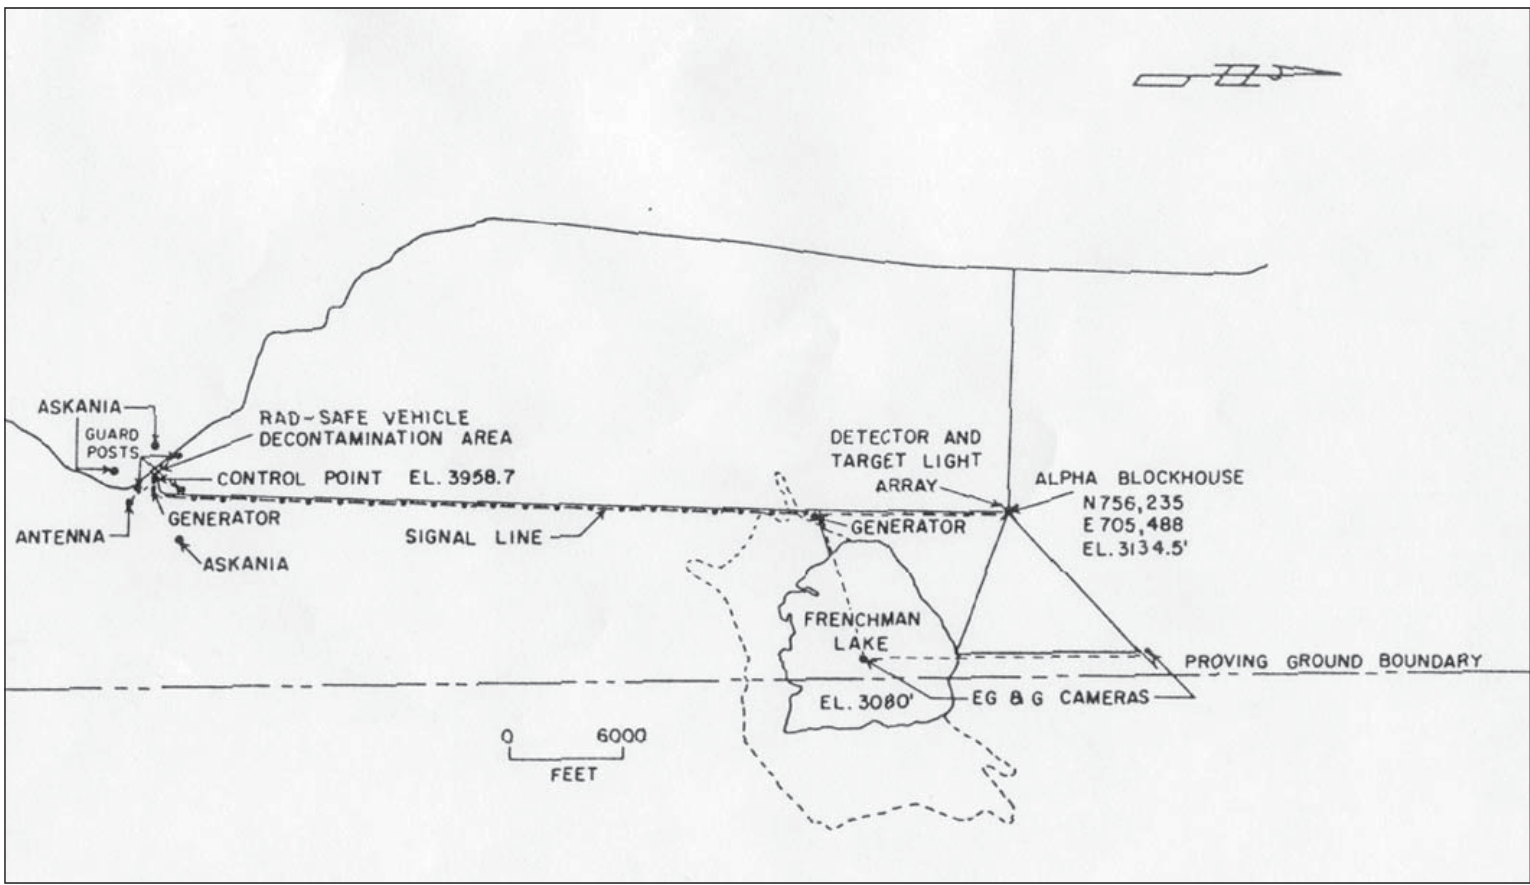 ASKANIA
GUARD
POSTS
RAD-SAFE VEHICLE
DECONTAMINATION AREA
CONTROL POINT EL. 3958.7
GENERATOR
ANTENNA
ASKANIA
SIGNAL LINE
DETECTOR AND
TARGET LIGHT
ARRAY
ALPHA BLOCKHOUSE
N 756,235
E 705,488
EL. 3134.5'
GENERATOR
FRENCHMAN
LAKE
PROVING GROUND BOUNDARY
EL. 3080'
EG & G CAMERAS
0 6000
FEET